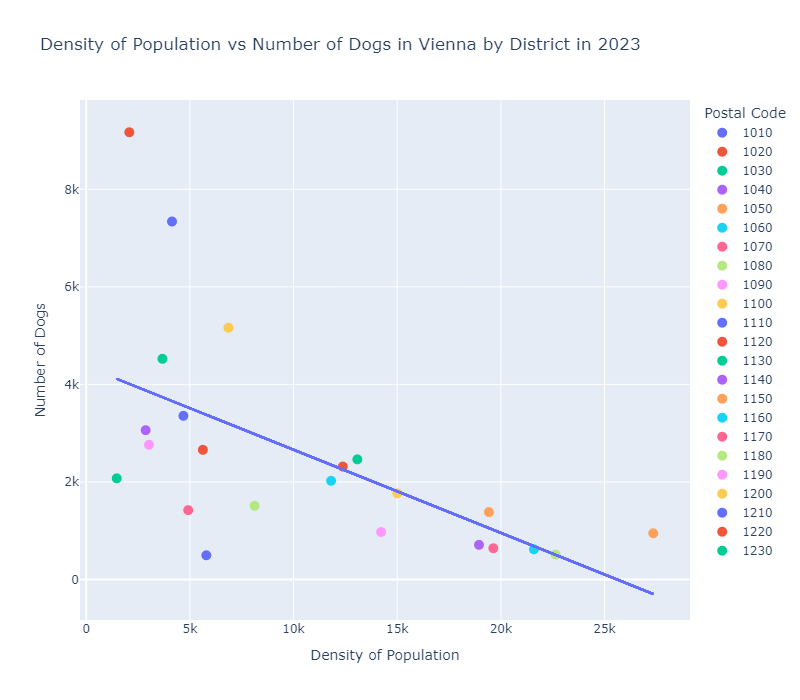 Density of Population vs Number of Dogs in Vienna by District in 2023
Postal Code
1010
1020
1030
1040
1050
1060
1070
1080
1090
1100
1110
1120
1130
1140
1150
1160
1170
1180
1190
1200
1210
1220
1230
Number of Dogs
8k
6k
4k
2k
0
0
5k
10k
15k
20k
25k
Density of Population